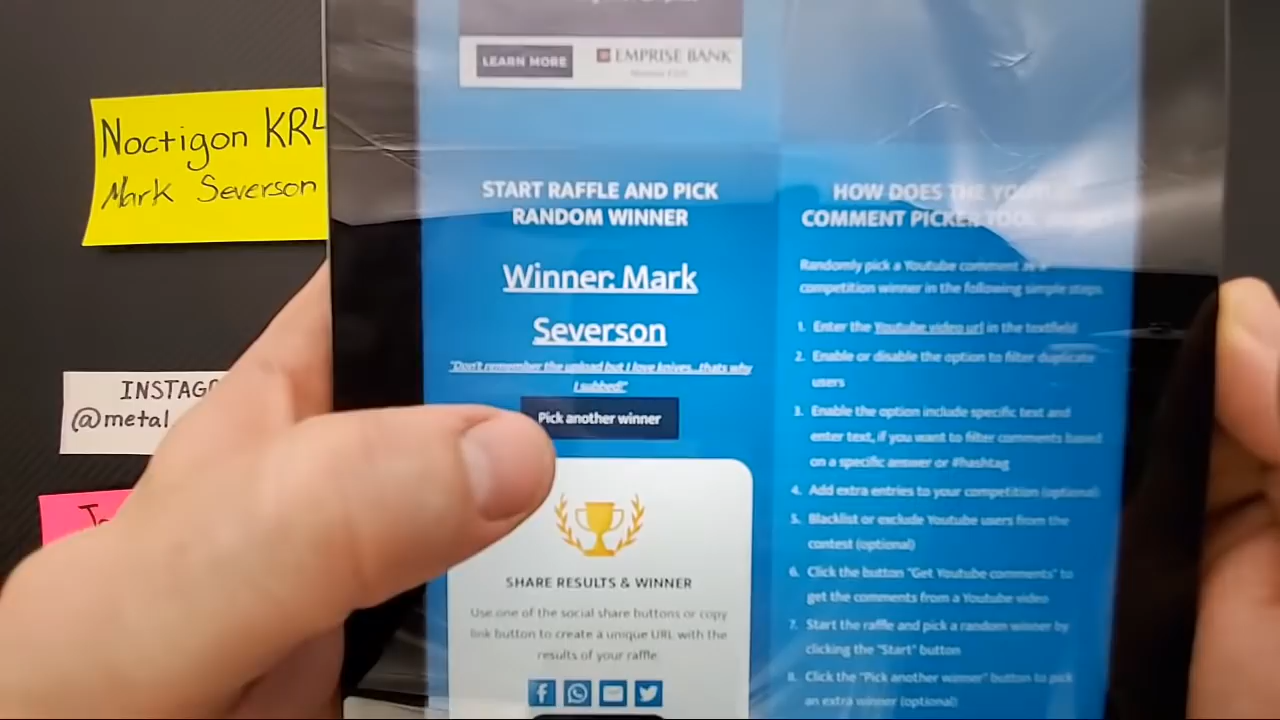 LEARN MORE
EMPRISE BANK
Noctigon KR
Mark Severson
INSTAG
@metal
START RAFFLE AND PICK
RANDOM WINNER
Winner: Mark
Severson
"Don't remember the upload but I love knives...thats why
I subbed!"
Pick another winner
SHARE RESULTS & WINNER
Use one of the social share buttons or copy
link button to create a unique URL with the
results of your raffle.
HOW DOES THE
COMMENT PICKER TOOL
Randomly pick a Youtube comment as a
competition winner in the following simple steps.
1. Enter the Youtube video url in the textfield
2. Enable or disable the option to filter duplicate
users
3. Enable the option include specific text and
enter text, if you want to filter comments based
on a specific answer or #hashtag
4. Add extra entries to your competition (optional)
5. Blacklist or exclude Youtube users from the
contest (optional)
6. Click the button "Get Youtube comments" to
get the comments from a Youtube video
7. Start the raffle and pick a random winner by
clicking the "Start" button
8. Click the "Pick another winner" button to pick
an extra winner (optional)